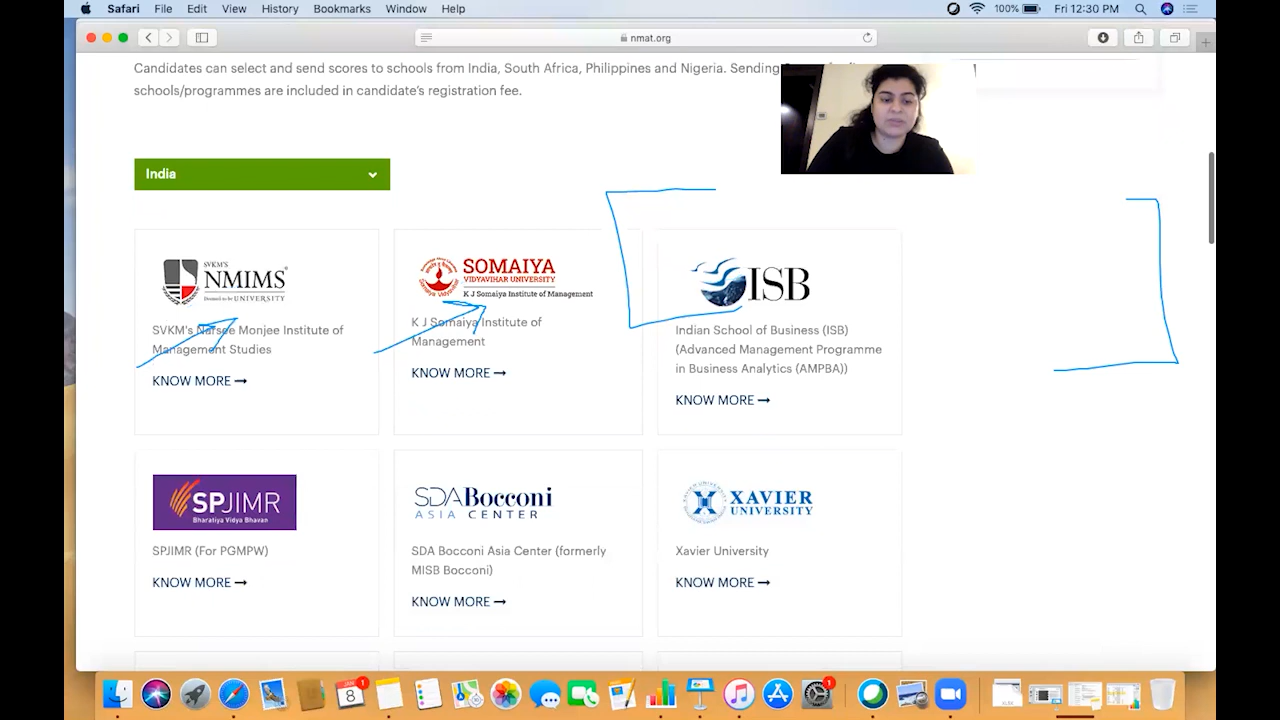 Safari File Edit View History Bookmarks Window Help 100% Fri 12:30 PM
nmat.org
Candidates can select and send scores to schools from India, South Africa, Philippines and Nigeria. Sending
schools/programmes are included in candidate's registration fee.
India
SVKM'S
NMIMS
Deemed to be UNIVERSITY
SVKM's Narsee Monjee Institute of
Management Studies
KNOW MORE →
SOMAIYA
VIDYAVIHAR UNIVERSITY
K J Somaiya Institute of Management
K J Somaiya Institute of
Management
KNOW MORE →
ISB
Indian School of Business (ISB)
(Advanced Management Programme
in Business Analytics (AMPBA))
KNOW MORE →
SPJIMR
Bharatiya Vidya Bhavan
SPJIMR (For PGMPW)
KNOW MORE →
SDA Bocconi
ASIA CENTER
SDA Bocconi Asia Center (formerly
MISB Bocconi)
KNOW MORE →
XAVIER
UNIVERSITY
Xavier University
KNOW MORE →
JAN
8
1
1